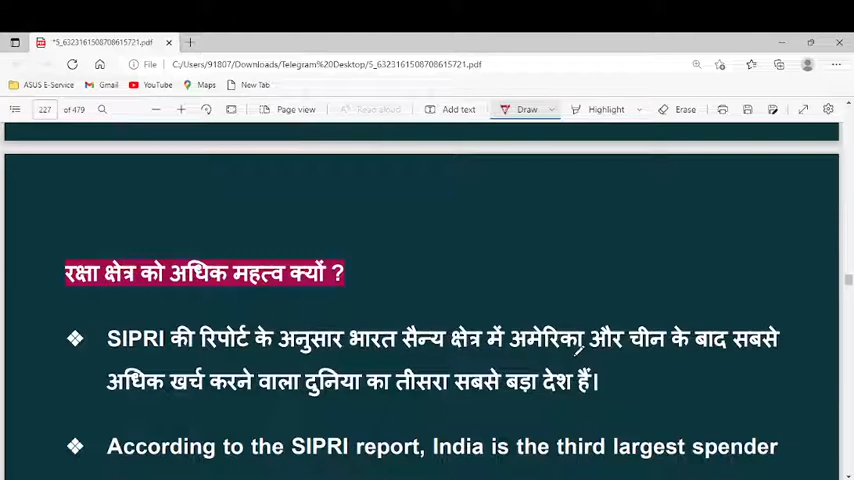 *5_6323161508708615721.pdf
File C:/Users/91807/Downloads/Telegram%20Desktop/5_6323161508708615721.pdf
ASUS E-Service Gmail YouTube Maps New Tab
227 of 479 Page view Read aloud Add text Draw Highlight Erase
रक्षा क्षेत्र को अधिक महत्व क्यों ?
❖ SIPRI की रिपोर्ट के अनुसार भारत सैन्य क्षेत्र में अमेरिका और चीन के बाद सबसे
अधिक खर्च करने वाला दुनिया का तीसरा सबसे बड़ा देश हैं।
❖ According to the SIPRI report, India is the third largest spender